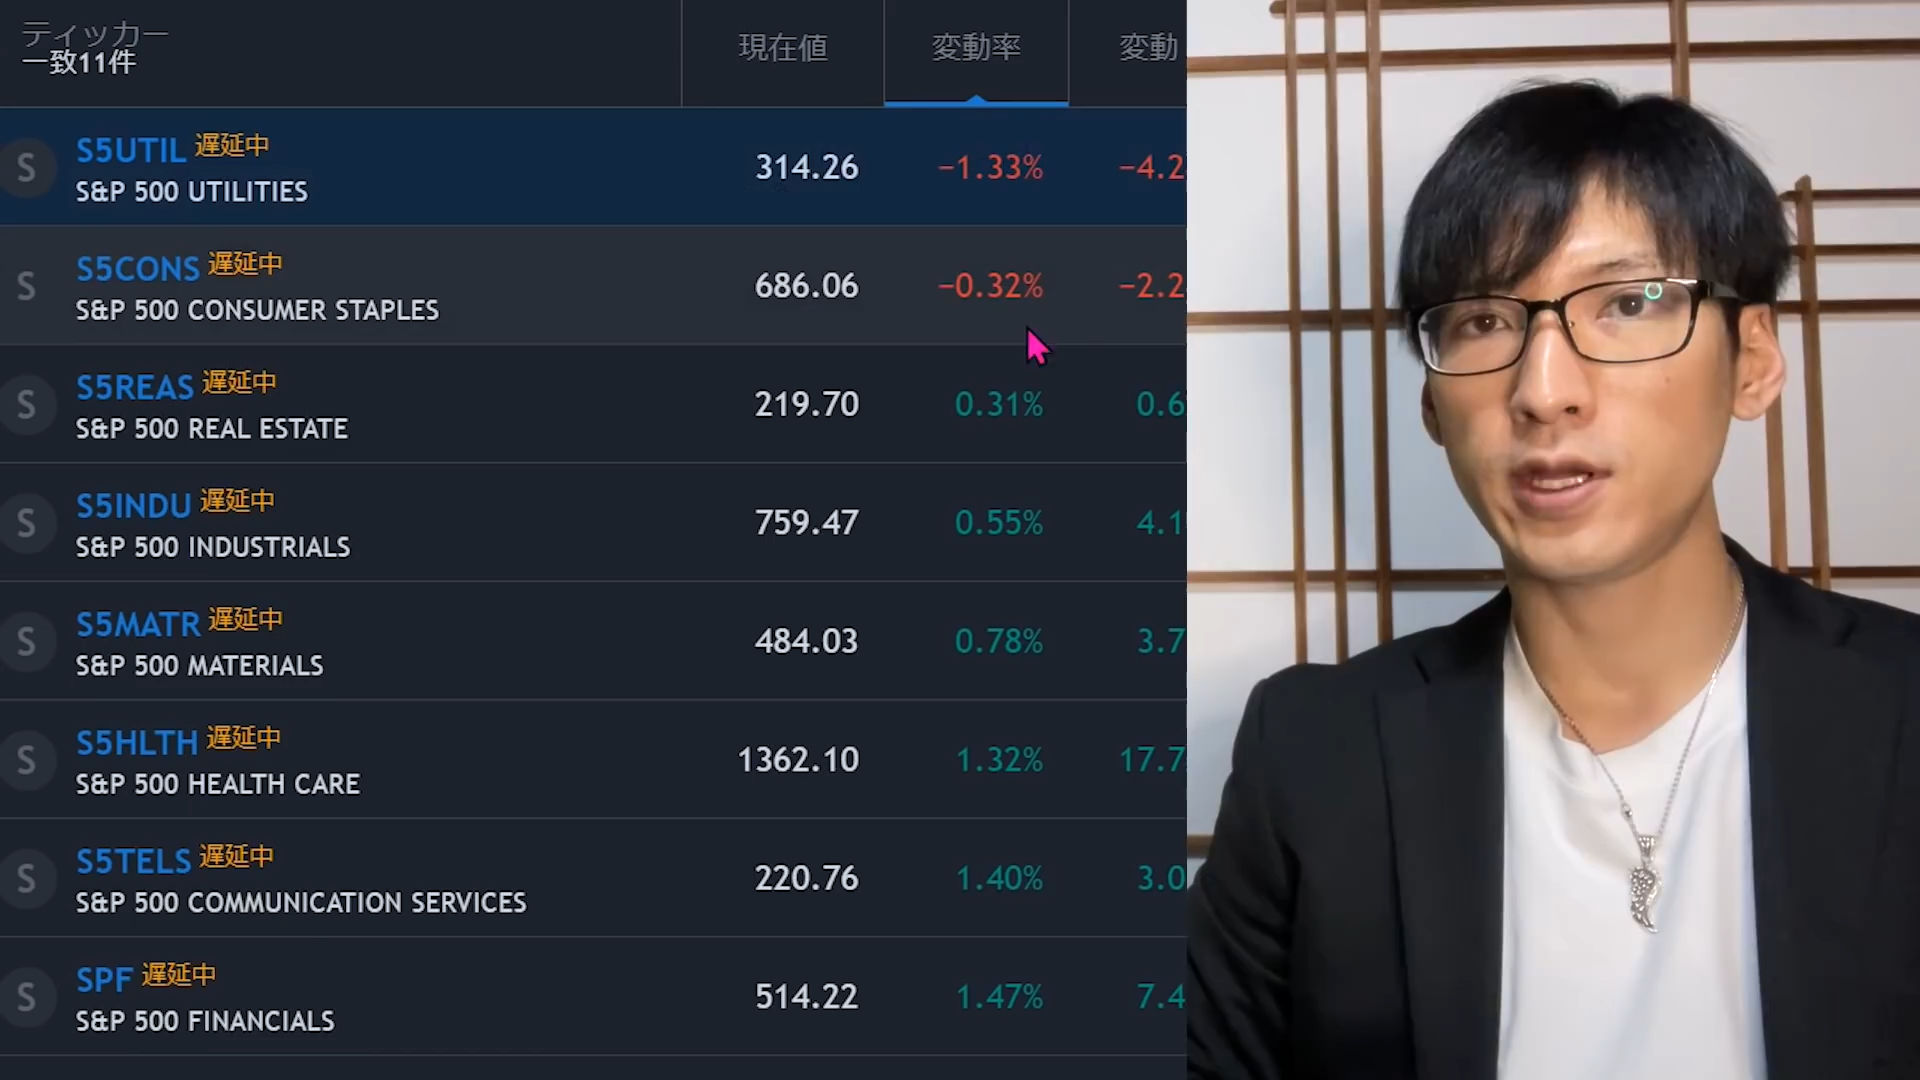 ティッカー
一致11件
現在値
変動率
変動
S
S5UTIL 遅延中
S&P 500 UTILITIES
314.26
−1.33%
−4.2
S
S5CONS 遅延中
S&P 500 CONSUMER STAPLES
686.06
−0.32%
−2.2
S
S5REAS 遅延中
S&P 500 REAL ESTATE
219.70
0.31%
0.6
S
S5INDU 遅延中
S&P 500 INDUSTRIALS
759.47
0.55%
4.1
S
S5MATR 遅延中
S&P 500 MATERIALS
484.03
0.78%
3.7
S
S5HLTH 遅延中
S&P 500 HEALTH CARE
1362.10
1.32%
17.7
S
S5TELS 遅延中
S&P 500 COMMUNICATION SERVICES
220.76
1.40%
3.0
S
SPF 遅延中
S&P 500 FINANCIALS
514.22
1.47%
7.4